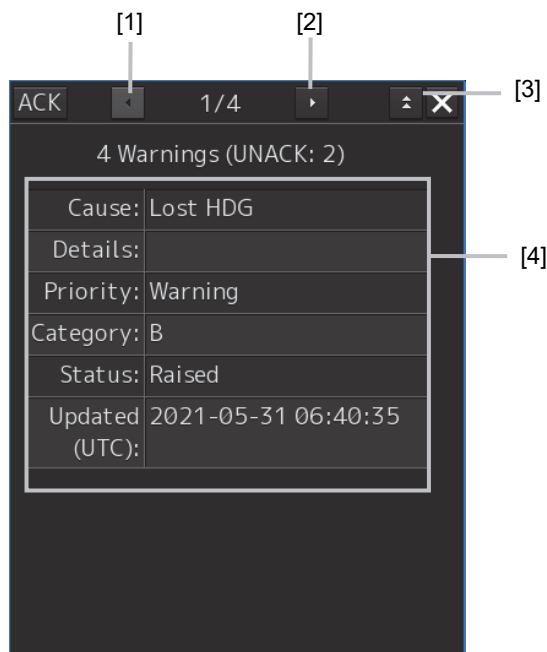 [1] [2]
ACK 1/4 [3]
4 Warnings (UNACK: 2)
Cause: Lost HDG
Details: [4]
Priority: Warning
Category: B
Status: Raised
Updated 2021-05-31 06:40:35
(UTC):